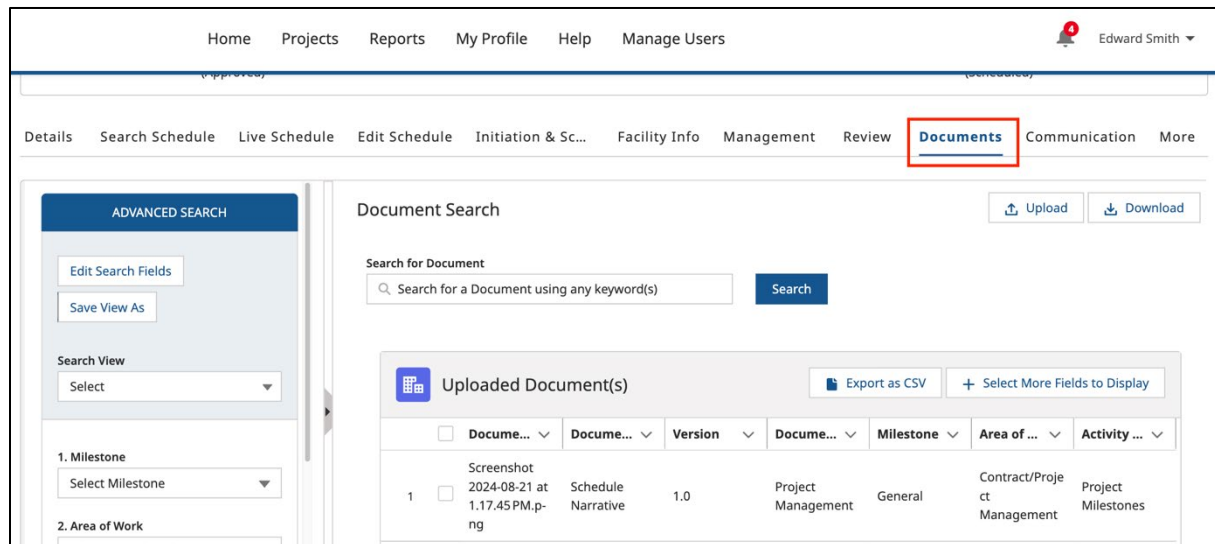 Home Projects Reports My Profile Help Manage Users 4 Edward Smith
(Approved) (Scheduled)
Details Search Schedule Live Schedule Edit Schedule Initiation & Sc... Facility Info Management Review Documents Communication More
ADVANCED SEARCH
Edit Search Fields
Save View As
Search View
Select
1. Milestone
Select Milestone
2. Area of Work
Document Search
Upload Download
Search for Document
Search for a Document using any keyword(s) Search
Uploaded Document(s) Export as CSV + Select More Fields to Display
Docume... Docume... Version Docume... Milestone Area of ... Activity ...
1
Screenshot
2024-08-21 at
1.17.45 PM.p-
ng
Schedule
Narrative
1.0
Project
Management
General
Contract/Proje
ct
Management
Project
Milestones